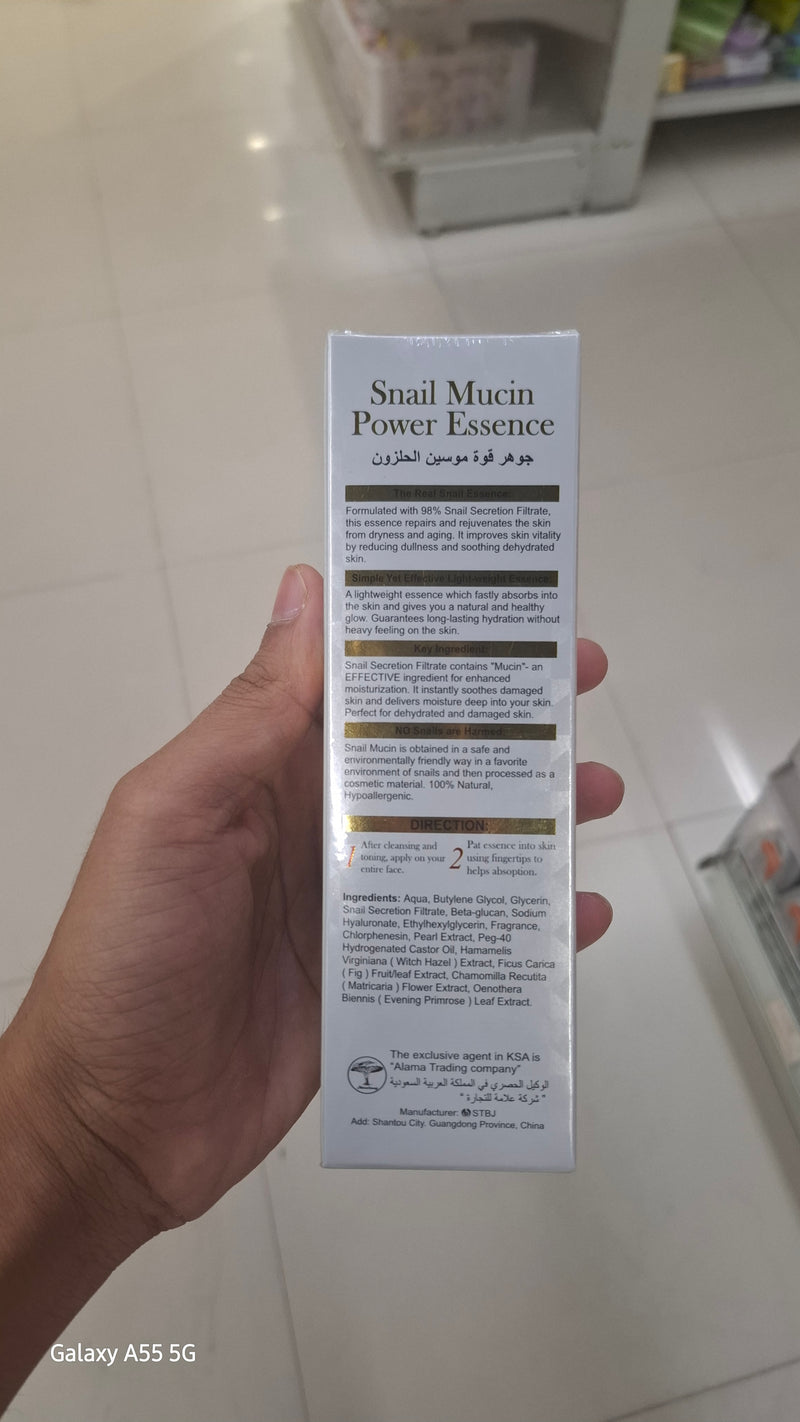 Snail Mucin
Power Essence
جوهر قوة موسين الحلزون
The Real Snail Essence:
Formulated with 98% Snail Secretion Filtrate,
this essence repairs and rejuvenates the skin
from dryness and aging. It improves skin vitality
by reducing dullness and soothing dehydrated
skin.
Simple Yet Effective Light-weight Essence:
A lightweight essence which fastly absorbs into
the skin and gives you a natural and healthy
glow. Guarantees long-lasting hydration without
heavy feeling on the skin.
Key Ingredient:
Snail Secretion Filtrate contains "Mucin"- an
EFFECTIVE ingredient for enhanced
moisturization. It instantly soothes damaged
skin and delivers moisture deep into your skin.
Perfect for dehydrated and damaged skin.
NO Snails are Harmed:
Snail Mucin is obtained in a safe and
environmentally friendly way in a favorite
environment of snails and then processed as a
cosmetic material. 100% Natural,
Hypoallergenic.
DIRECTION:
1 After cleansing and
toning, apply on your
entire face.
2 Pat essence into skin
using fingertips to
helps absoption.
Ingredients: Aqua, Butylene Glycol, Glycerin,
Snail Secretion Filtrate, Beta-glucan, Sodium
Hyaluronate, Ethylhexylglycerin, Fragrance,
Chlorphenesin, Pearl Extract, Peg-40
Hydrogenated Castor Oil, Hamamelis
Virginiana ( Witch Hazel ) Extract, Ficus Carica
( Fig ) Fruit/leaf Extract, Chamomilla Recutita
( Matricaria ) Flower Extract, Oenothera
Biennis ( Evening Primrose ) Leaf Extract.
The exclusive agent in KSA is
"Alama Trading company"
الوكيل الحصري في المملكة العربية السعودية
" شركة علامة للتجارة "
Manufacturer: STBJ
Add: Shantou City. Guangdong Province, China
Galaxy A55 5G